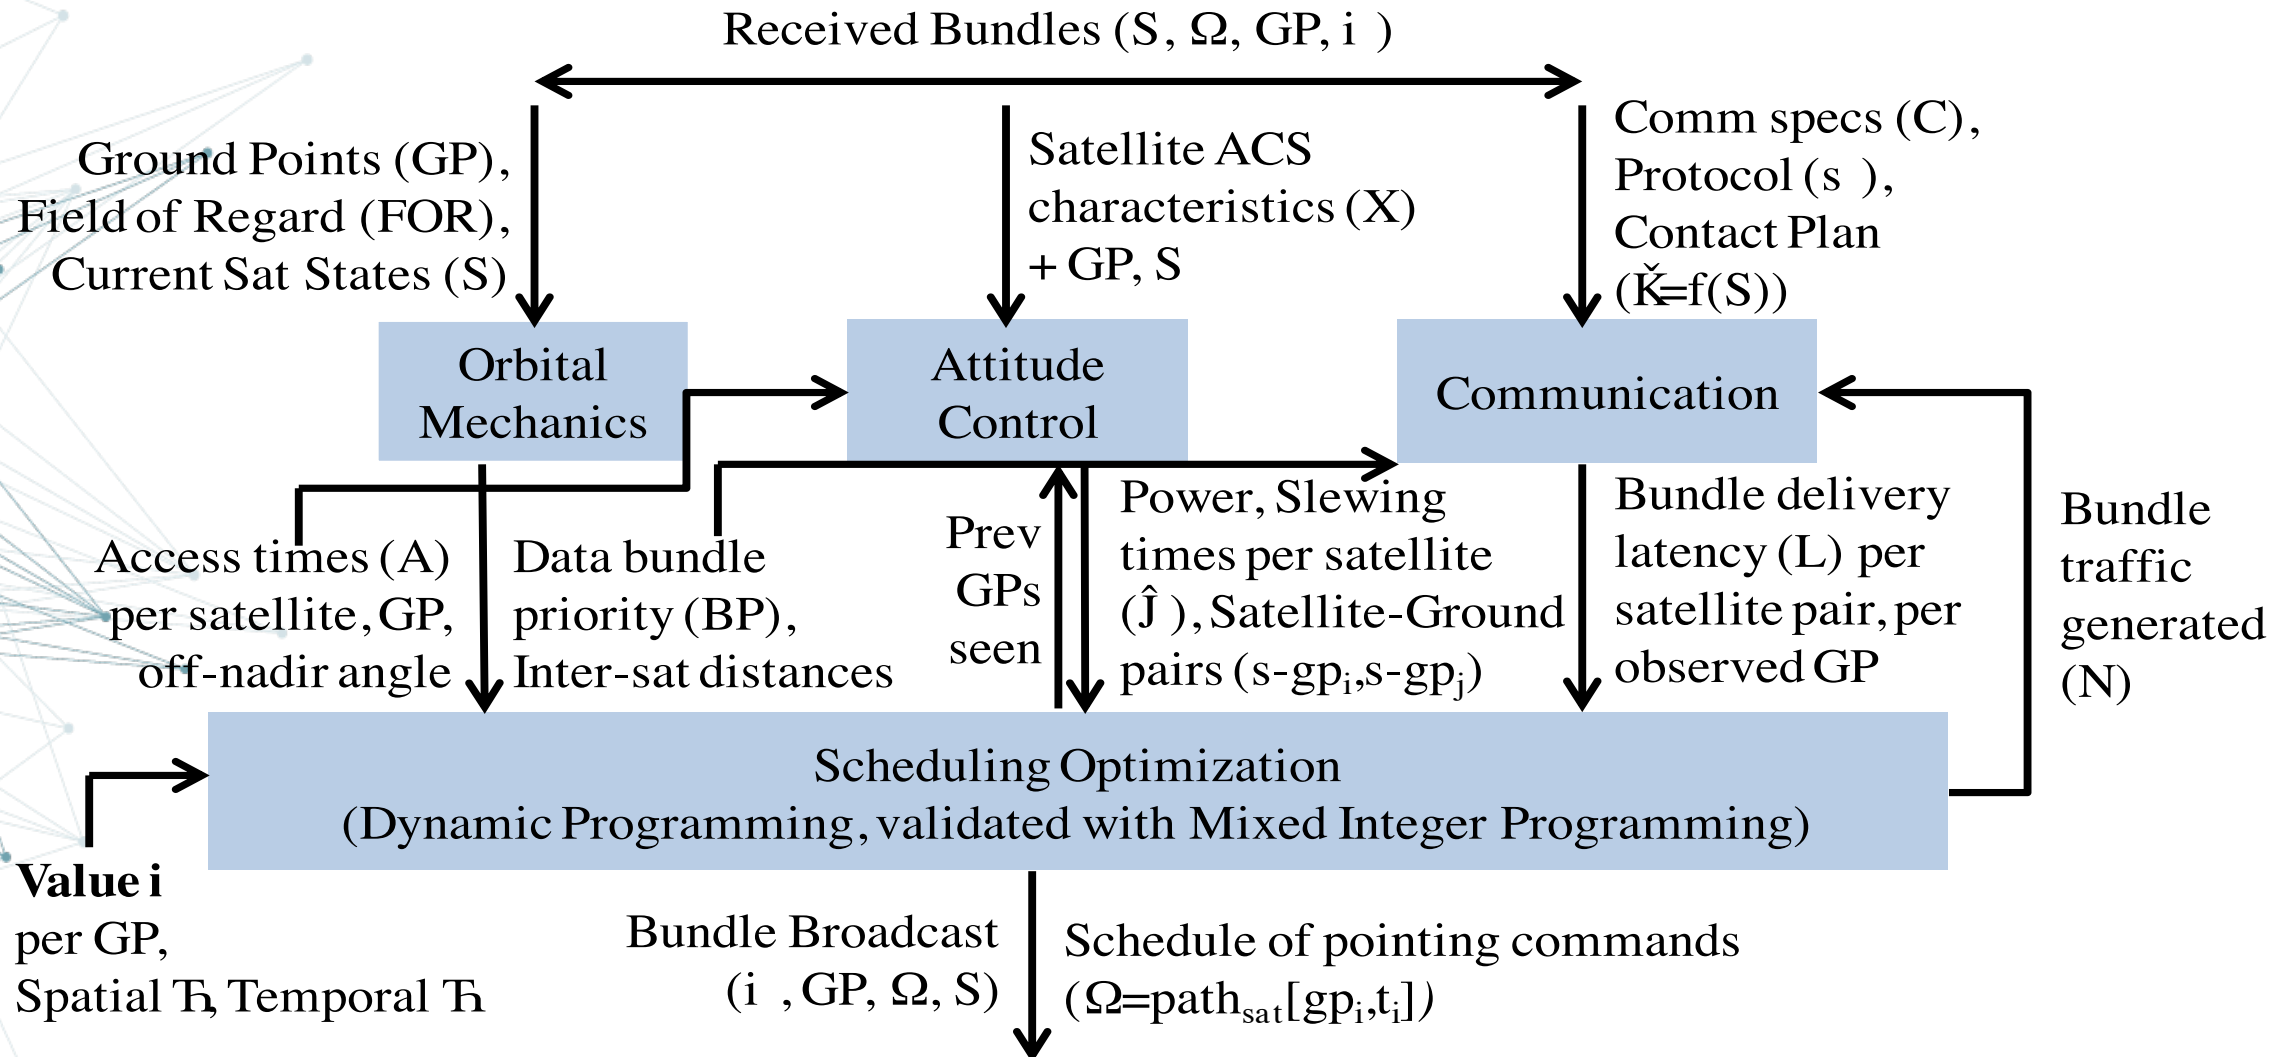 Received Bundles (S, Ω, GP, i )
Ground Points (GP),
Field of Regard (FOR),
Current Sat States (S)
Satellite ACS
characteristics (X)
+ GP, S
Comm specs (C),
Protocol (s ),
Contact Plan
(Ǩ=f(S))
Orbital
Mechanics
Attitude
Control
Communication
Access times (A)
per satellite, GP,
off-nadir angle
Data bundle
priority (BP),
Inter-sat distances
Prev
GPs
seen
Power, Slewing
times per satellite
(Ĵ ), Satellite-Ground
pairs (s-gpᵢ,s-gpⱼ)
Bundle delivery
latency (L) per
satellite pair, per
observed GP
Bundle
traffic
generated
(N)
Scheduling Optimization
(Dynamic Programming, validated with Mixed Integer Programming)
Value i
per GP,
Spatial Ћ, Temporal Ћ
Bundle Broadcast
(i , GP, Ω, S)
Schedule of pointing commands
(Ω=pathsat[gpᵢ,tᵢ])